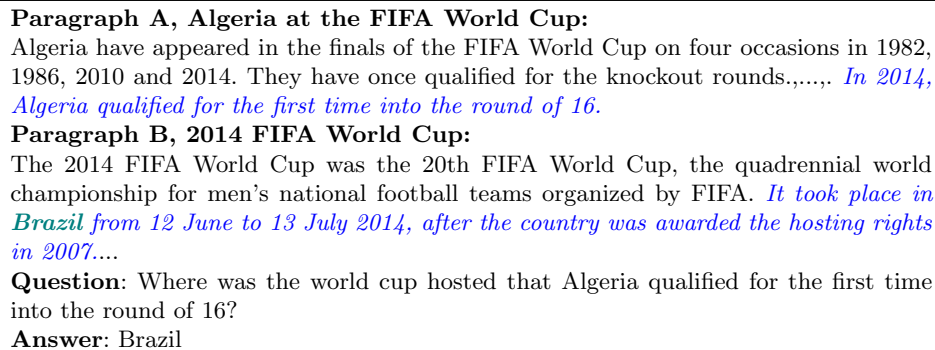 Paragraph A, Algeria at the FIFA World Cup:
Algeria have appeared in the finals of the FIFA World Cup on four occasions in 1982,
1986, 2010 and 2014. They have once qualified for the knockout rounds.,...,. In 2014,
Algeria qualified for the first time into the round of 16.
Paragraph B, 2014 FIFA World Cup:
The 2014 FIFA World Cup was the 20th FIFA World Cup, the quadrennial world
championship for men's national football teams organized by FIFA. It took place in
Brazil from 12 June to 13 July 2014, after the country was awarded the hosting rights
in 2007....
Question: Where was the world cup hosted that Algeria qualified for the first time
into the round of 16?
Answer: Brazil